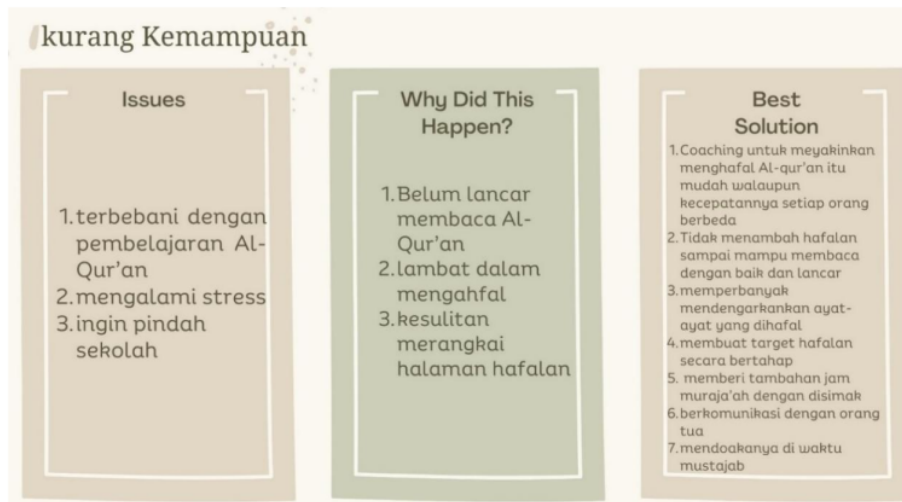 kurang Kemampuan
Issues
1. terbebani dengan
pembelajaran Al-
Qur'an
2. mengalami stress
3. ingin pindah
sekolah
Why Did This
Happen?
1. Belum lancar
membaca Al-
Qur'an
2. lambat dalam
mengahfal
3. kesulitan
merangkai
halaman hafalan
Best
Solution
1. Coaching untuk meyakinkan
menghafal Al-qur'an itu
mudah walaupun
kecepatannya setiap orang
berbeda
2. Tidak menambah hafalan
sampai mampu membaca
dengan baik dan lancar
3. memperbanyak
mendengarkankan ayat-
ayat yang dihafal
4. membuat target hafalan
secara bertahap
5. memberi tambahan jam
muraja'ah dengan disimak
6. berkomunikasi dengan orang
tua
7. mendoakanya di waktu
mustajab